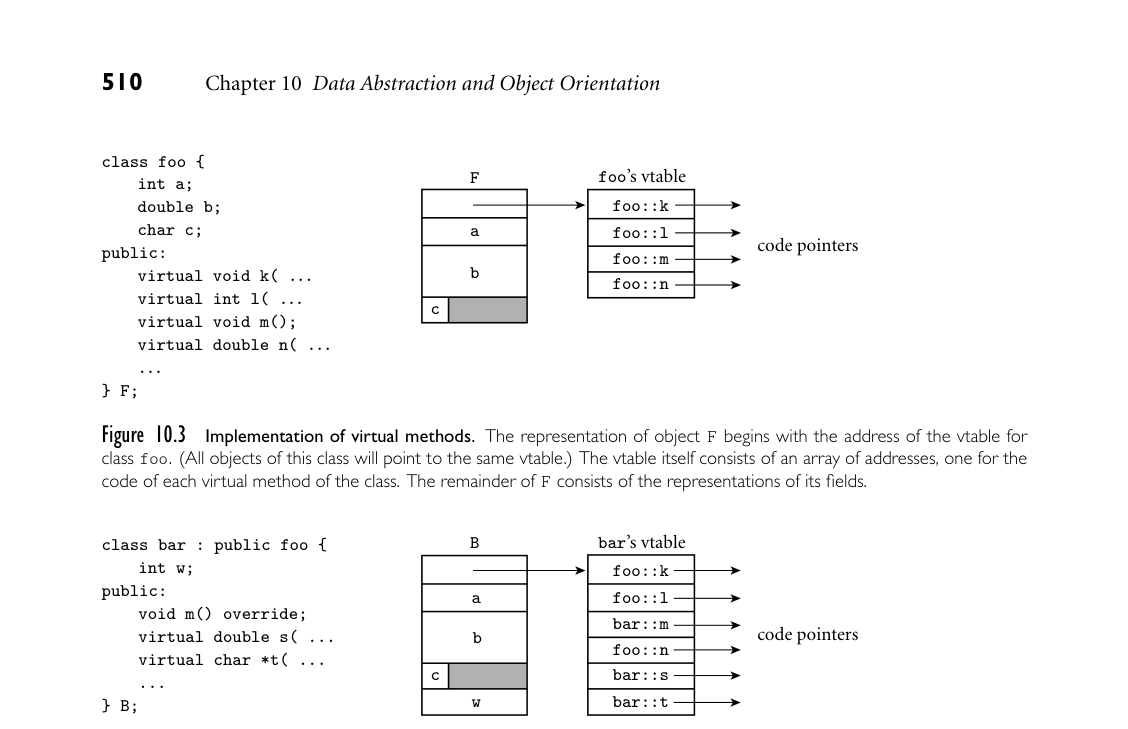 510 Chapter 10 Data Abstraction and Object Orientation
class foo {
int a;
double b;
char c;
public:
virtual void k( ...
virtual int l( ...
virtual void m();
virtual double n( ...
...
} F;
F
a
b
c
foo's vtable
foo::k
foo::l
foo::m
foo::n
code pointers
Figure 10.3 Implementation of virtual methods. The representation of object F begins with the address of the vtable for
class foo. (All objects of this class will point to the same vtable.) The vtable itself consists of an array of addresses, one for the
code of each virtual method of the class. The remainder of F consists of the representations of its fields.
class bar : public foo {
int w;
public:
void m() override;
virtual double s( ...
virtual char *t( ...
...
} B;
B
a
b
c
w
bar's vtable
foo::k
foo::l
bar::m
foo::n
bar::s
bar::t
code pointers